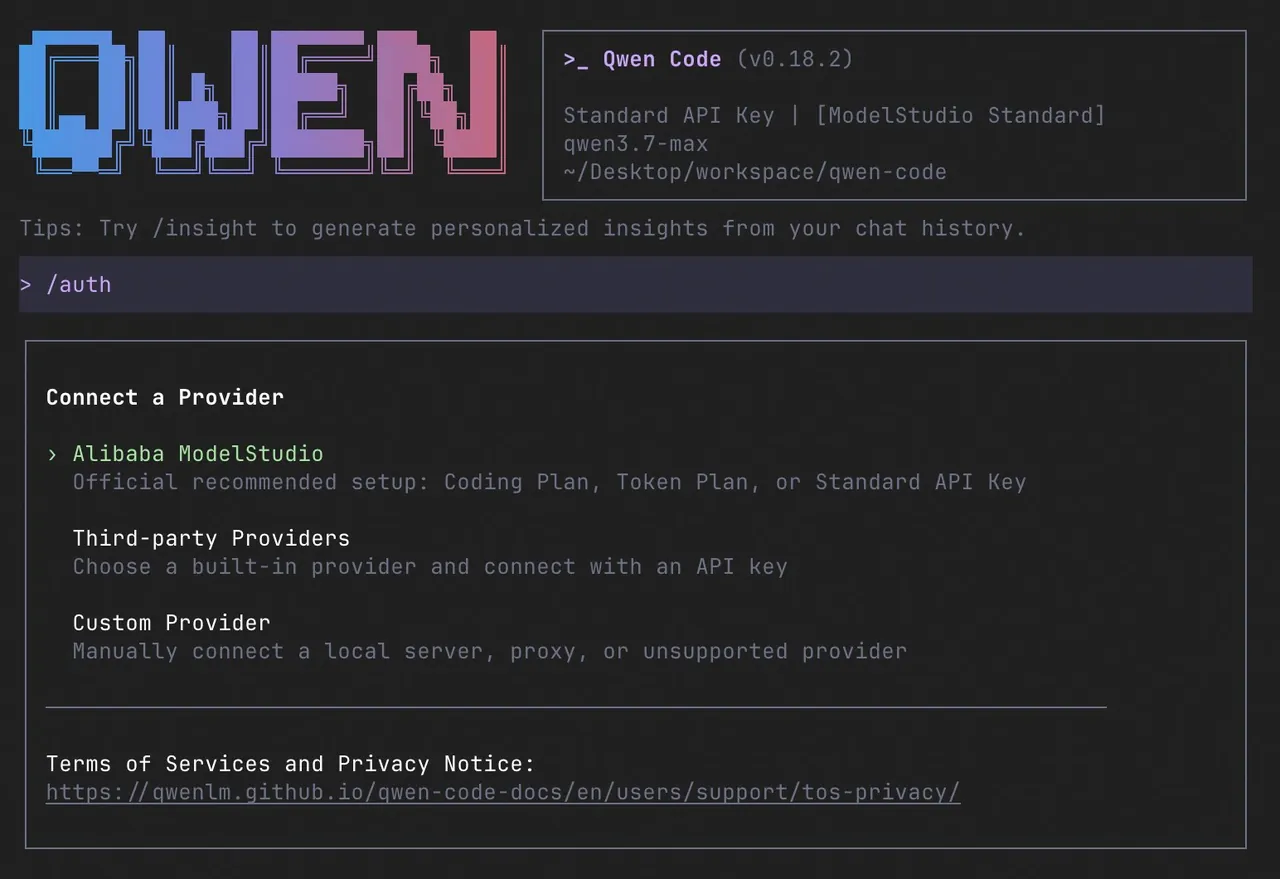 QWEN
>_ Qwen Code (v0.18.2)
Standard API Key | [ModelStudio Standard]
qwen3.7-max
~/Desktop/workspace/qwen-code
Tips: Try /insight to generate personalized insights from your chat history.
> /auth
Connect a Provider
› Alibaba ModelStudio
Official recommended setup: Coding Plan, Token Plan, or Standard API Key
Third-party Providers
Choose a built-in provider and connect with an API key
Custom Provider
Manually connect a local server, proxy, or unsupported provider
Terms of Services and Privacy Notice:
https://qwenlm.github.io/qwen-code-docs/en/users/support/tos-privacy/